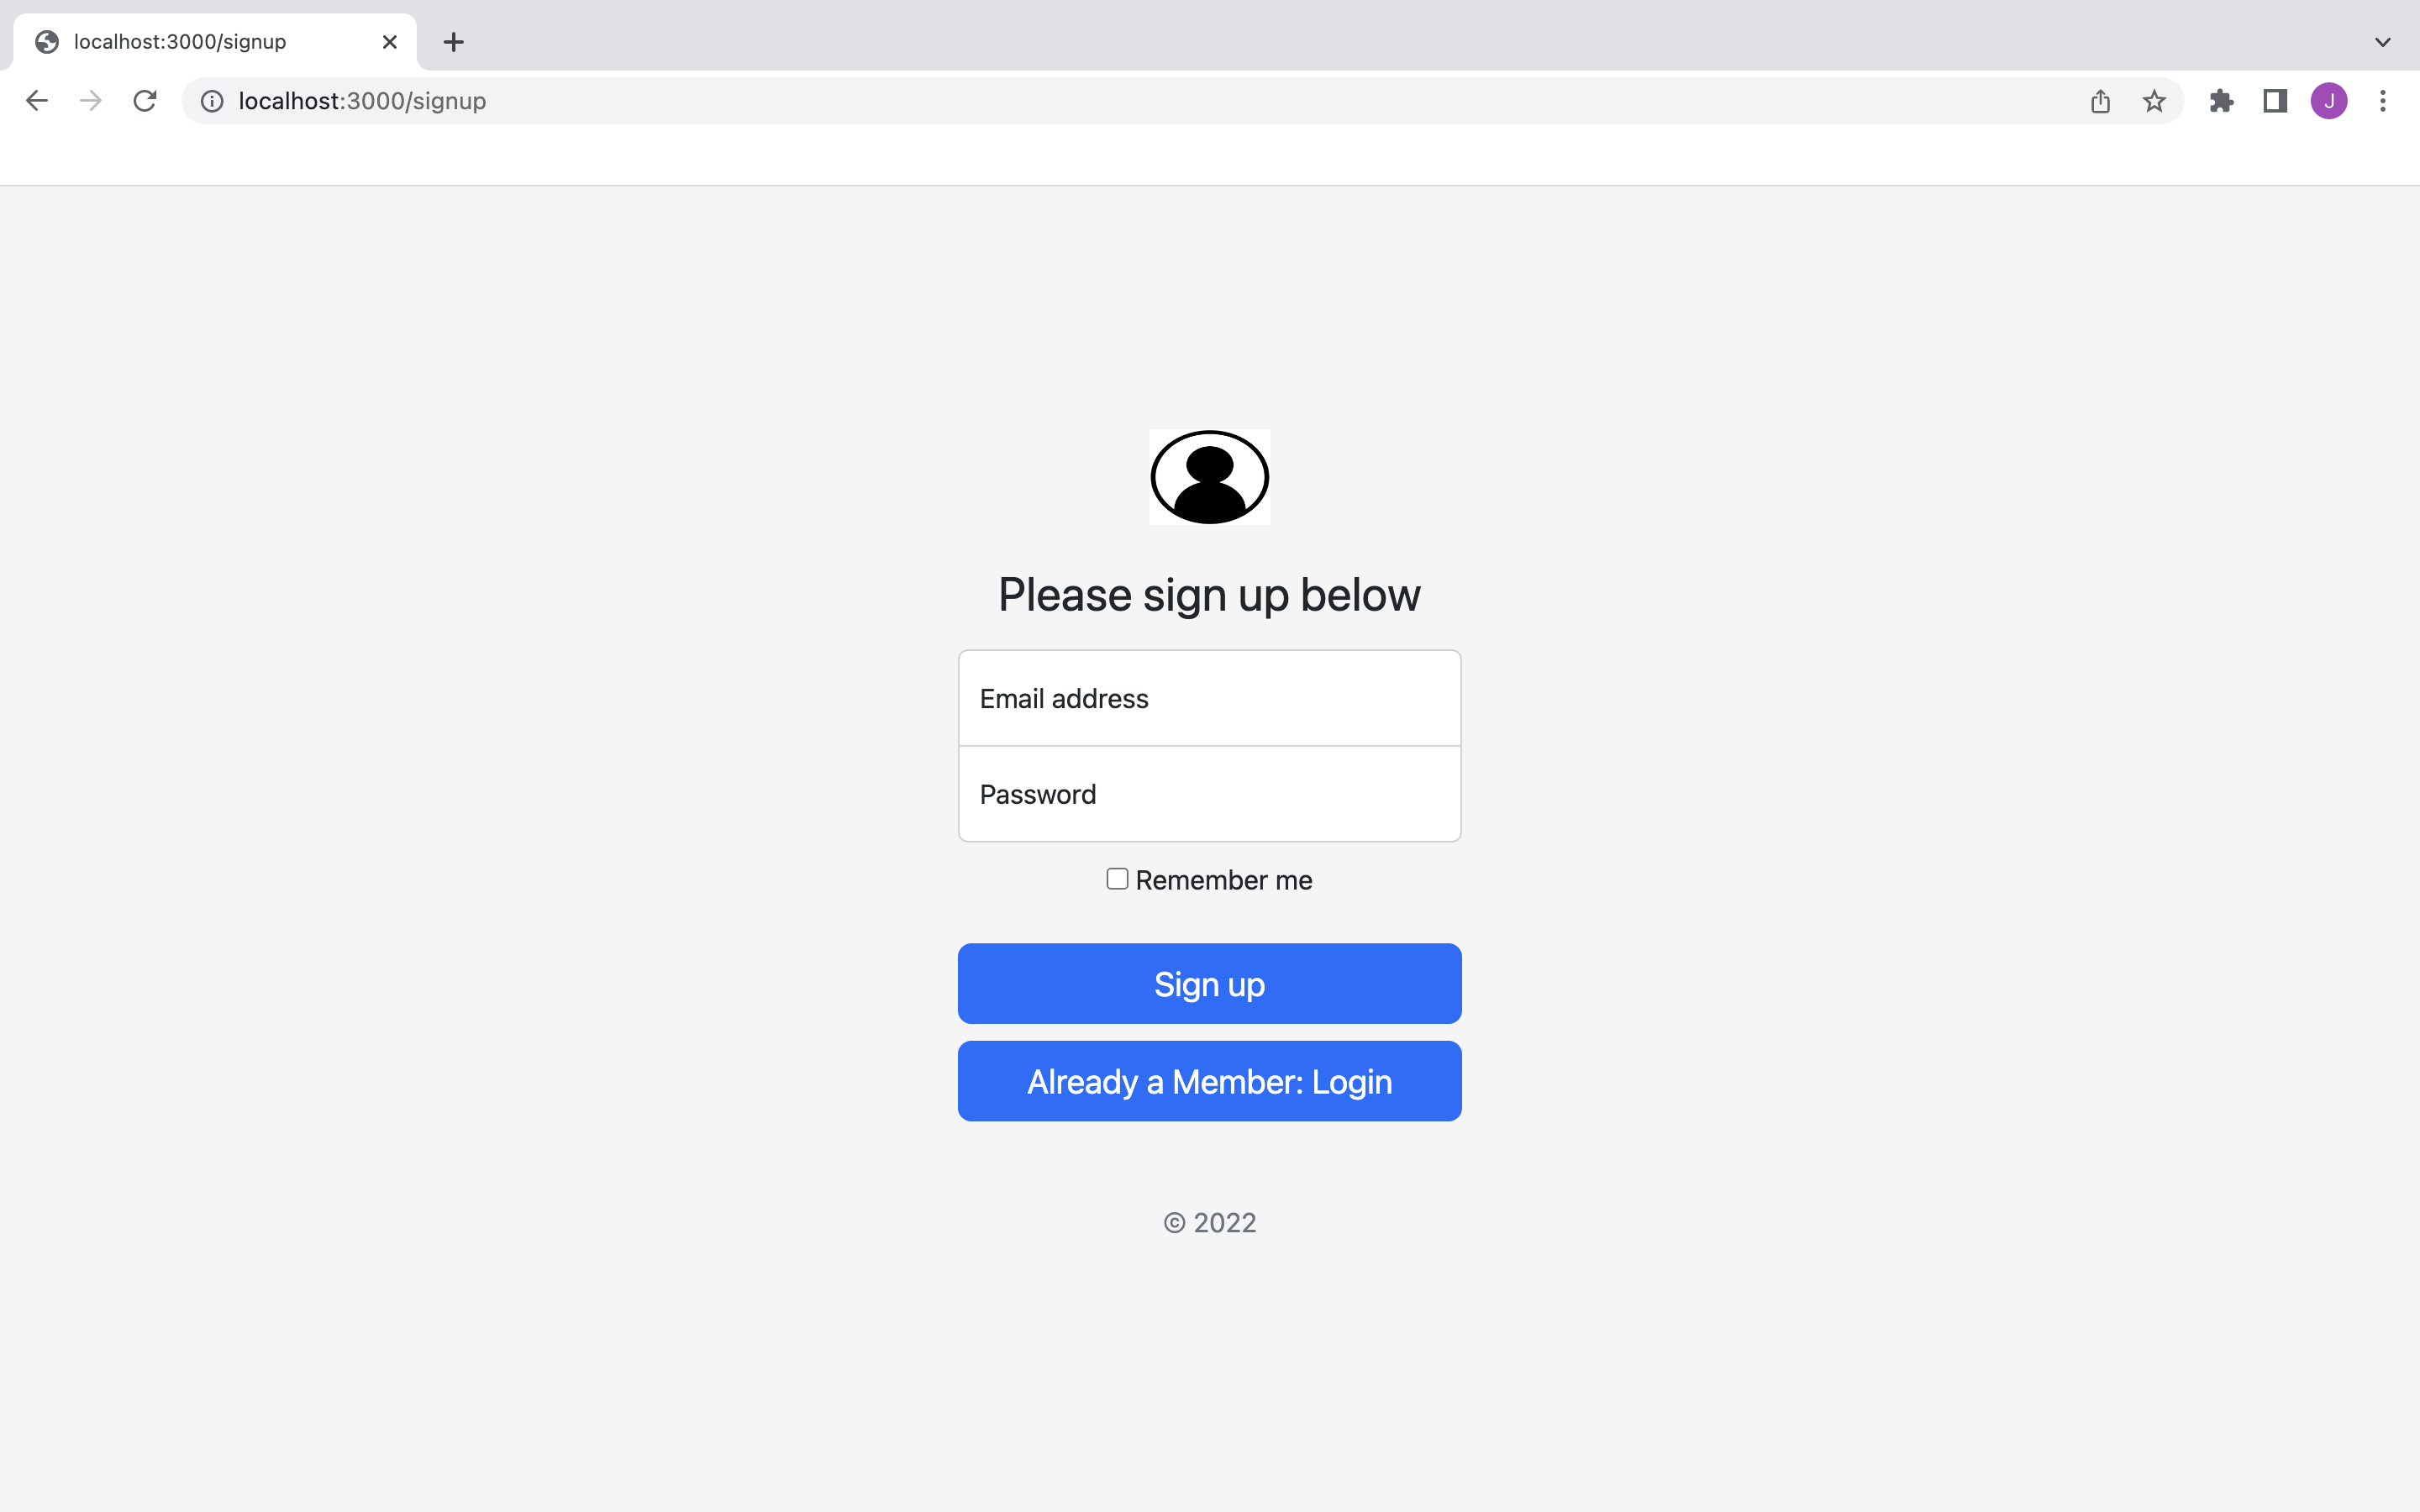 localhost:3000/signup
localhost:3000/signup
J
Please sign up below
Email address
Password
Remember me
Sign up
Already a Member: Login
© 2022